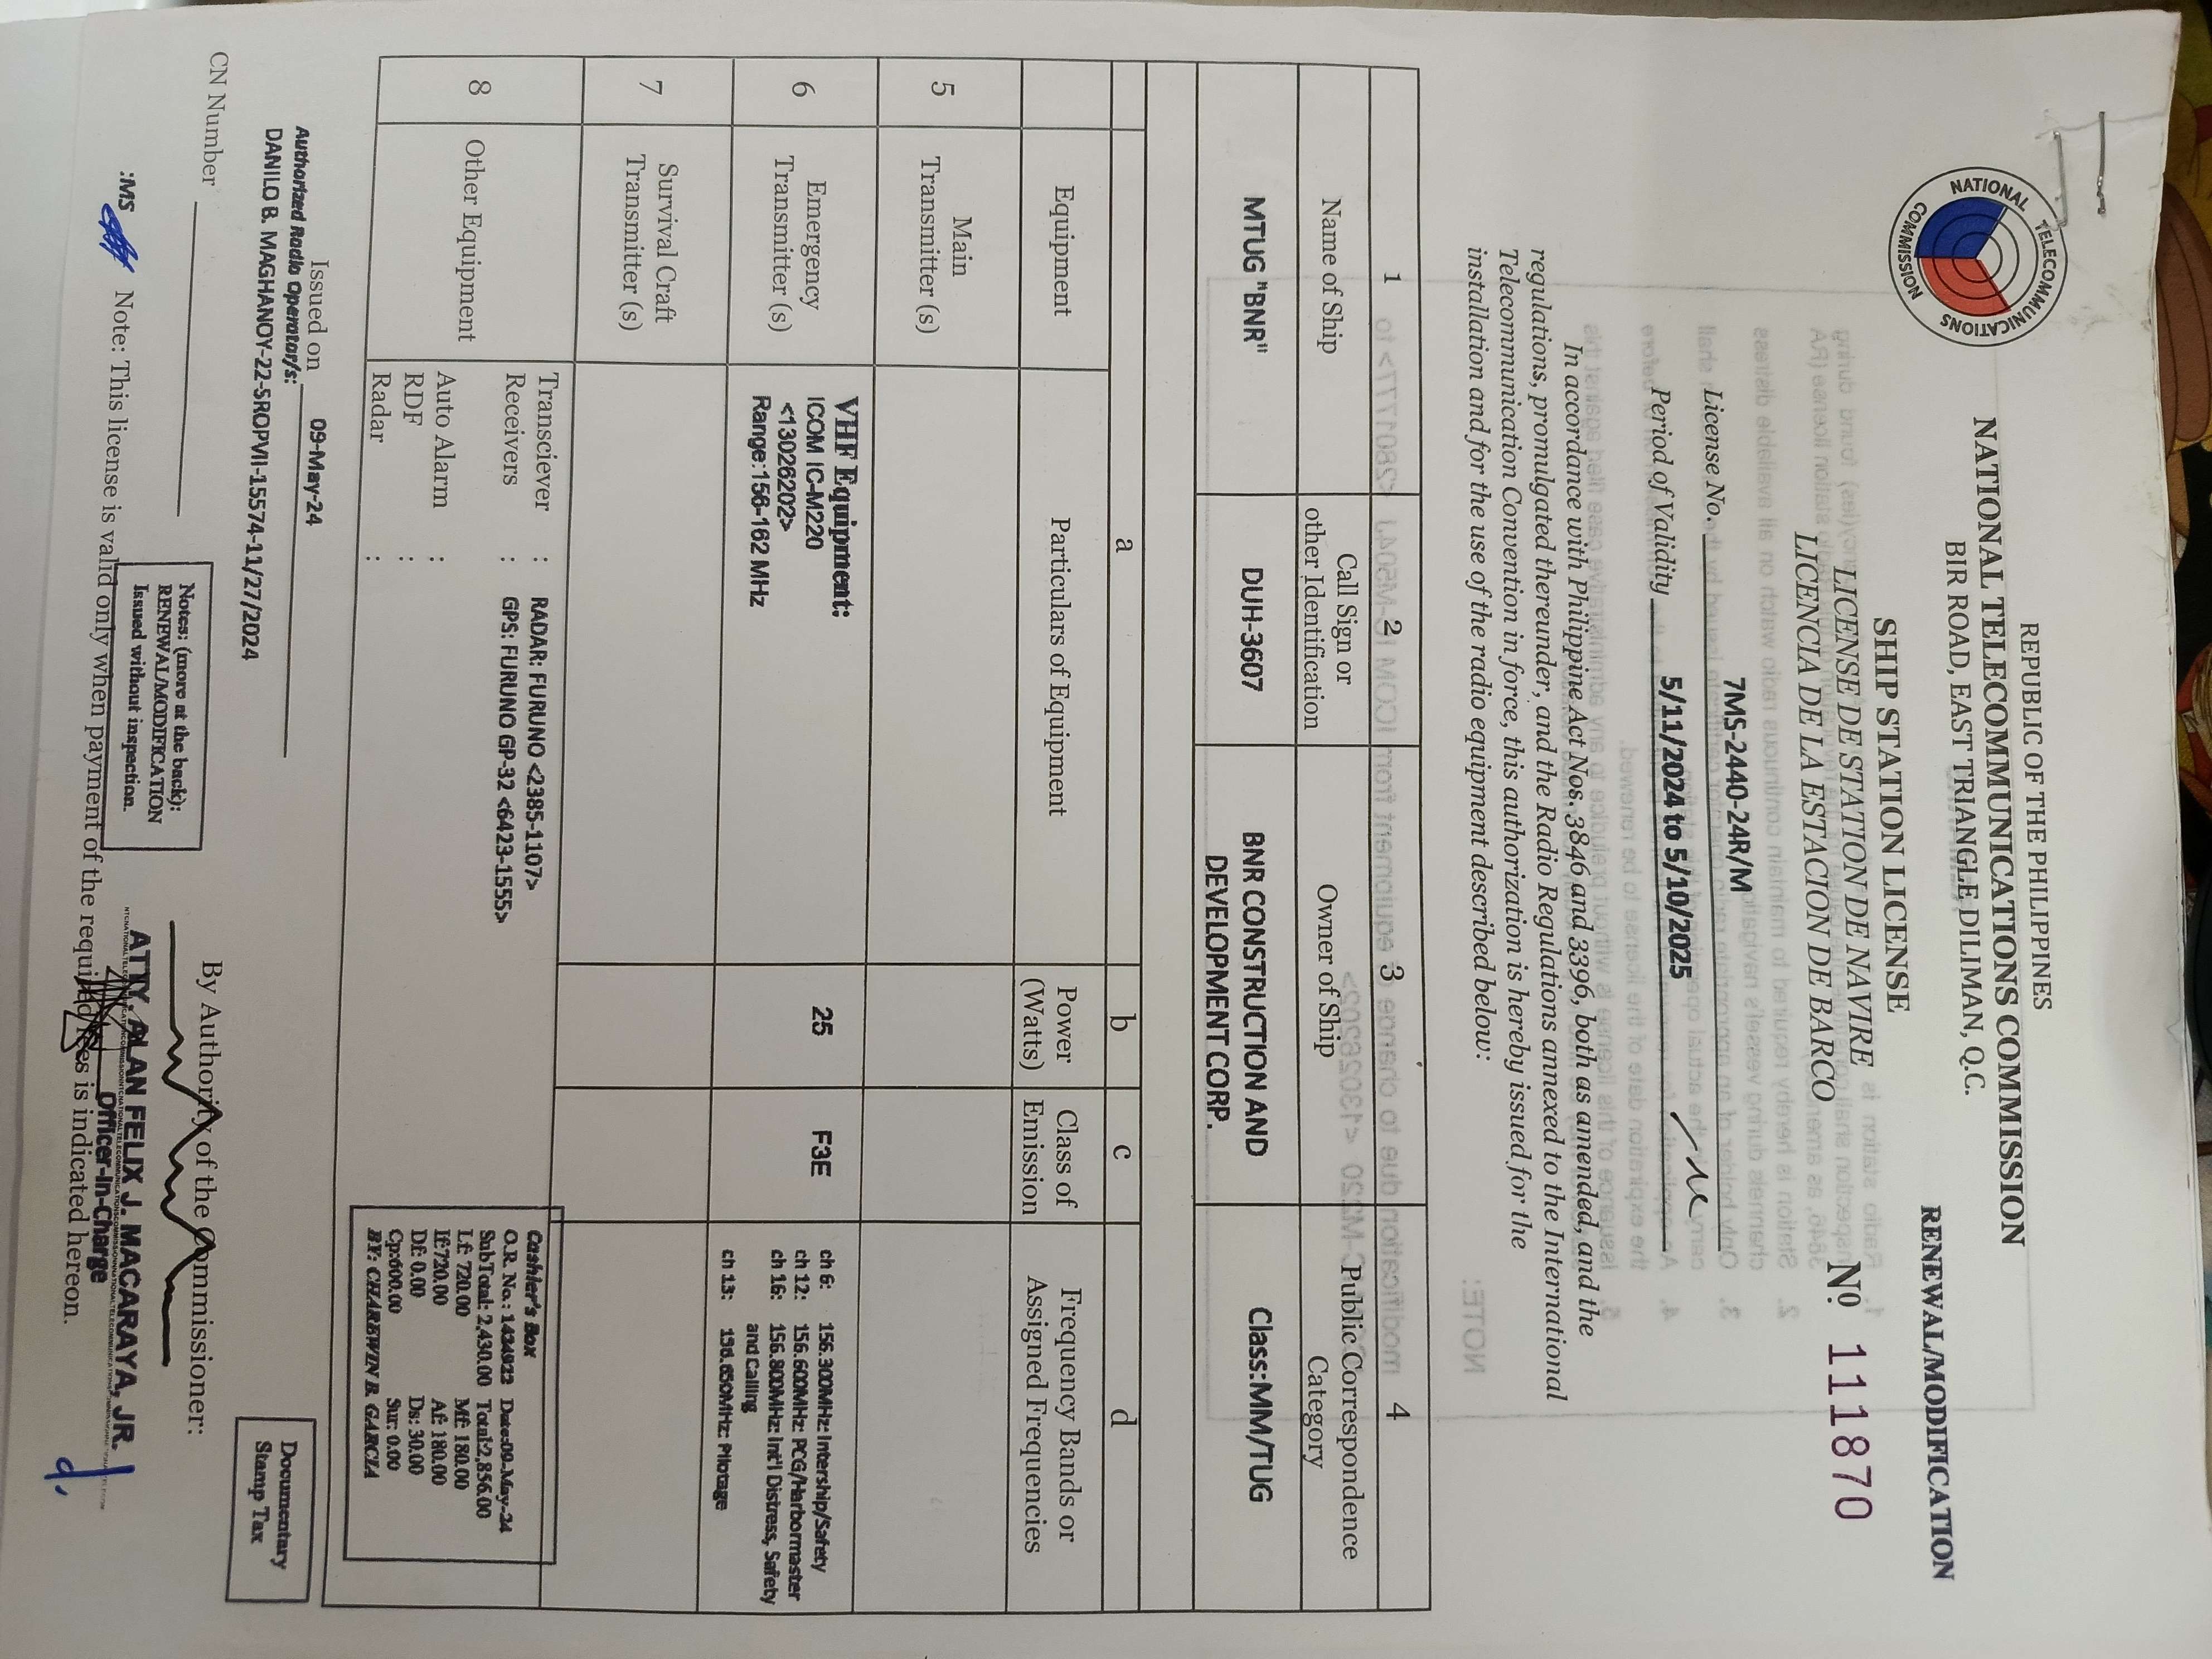 NATIONAL TELECOMMUNICATIONS COMMISSION
REPUBLIC OF THE PHILIPPINES
NATIONAL TELECOMMUNICATIONS COMMISSION
BIR ROAD, EAST TRIANGLE DILIMAN, Q.C.
RENEWAL/MODIFICATION
SHIP STATION LICENSE
LICENSE DE STATION DE NAVIRE
LICENCIA DE LA ESTACION DE BARCO
Nº 111870
License No. 7MS-2440-24R/M
Period of Validity 5/11/2024 to 5/10/2025
In accordance with Philippine Act Nos. 3846 and 3396, both as amended, and the
regulations, promulgated thereunder, and the Radio Regulations annexed to the International
Telecommunication Convention in force, this authorization is hereby issued for the
installation and for the use of the radio equipment described below:
1 2 3 4
Name of Ship
Call Sign or other Identification
Owner of Ship
Public Correspondence Category
MTUG "BNR"
DUH-3607
BNR CONSTRUCTION AND DEVELOPMENT CORP.
Class:MM/TUG
a b c d
Equipment
Particulars of Equipment
Power (Watts)
Class of Emission
Frequency Bands or Assigned Frequencies
5 Main Transmitter (s)
6 Emergency Transmitter (s)
VHF Equipment:
ICOM IC-M220
<13026202>
Range:156-162 MHz
25
F3E
ch 6: 156.300MHz: Intership/Safety
ch 12: 156.600MHz: PCG/Harbormaster
ch 16: 156.800MHz: Int'l Distress, Safety
and Calling
ch 13: 156.650MHz: Pilotage
7 Survival Craft Transmitter (s)
8 Other Equipment
Transciever : RADAR: FURUNO <2385-1107>
Receivers : GPS: FURUNO GP-32 <6423-1555>
Auto Alarm :
RDF :
Radar :
Cashier's Box
O.R. No.: 1434922 Date:09-May-24
SubTotal: 2,430.00 Total:2,856.00
Lf: 720.00 Mf: 180.00
If:720.00 Af: 180.00
Df: 0.00 Ds: 30.00
Cp:600.00 Sur: 0.00
BY: CHAREWIN B. GARCIA
Issued on 09-May-24
Authorized Radio Operator/s:
DANILO B. MAGHANOY-22-SROPVII-15574-11/27/2024
Documentary
Stamp Tax
CN Number
Notes: (more at the back):
RENEWAL/MODIFICATION
Issued without inspection.
By Authority of the Commissioner:
ATTY. ALAN FELIX J. MACARAYA, JR.
Officer-In-Charge
:MS
Note: This license is valid only when payment of the required fees is indicated hereon.